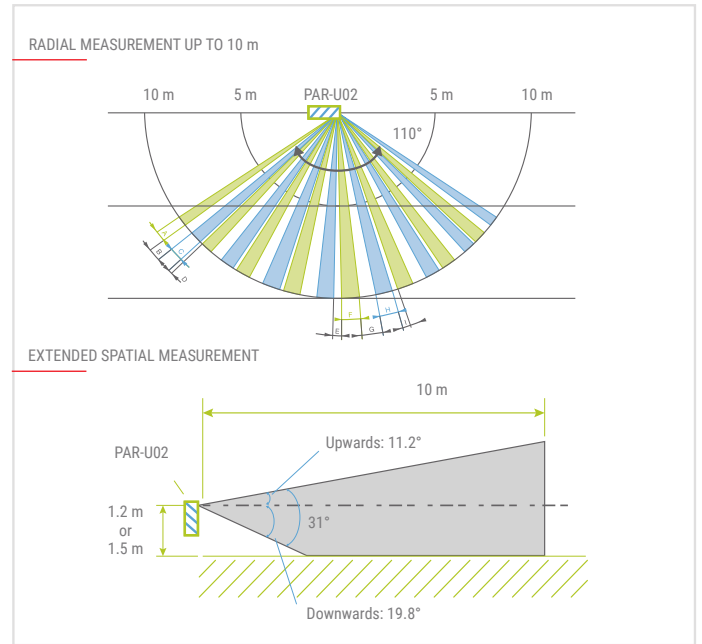 RADIAL MEASUREMENT UP TO 10 m
10 m 5 m PAR-U02 5 m 10 m
110°
A
B C
D
E F G H I
EXTENDED SPATIAL MEASUREMENT
10 m
PAR-U02
Upwards: 11.2°
1.2 m
or
1.5 m
31°
Downwards: 19.8°